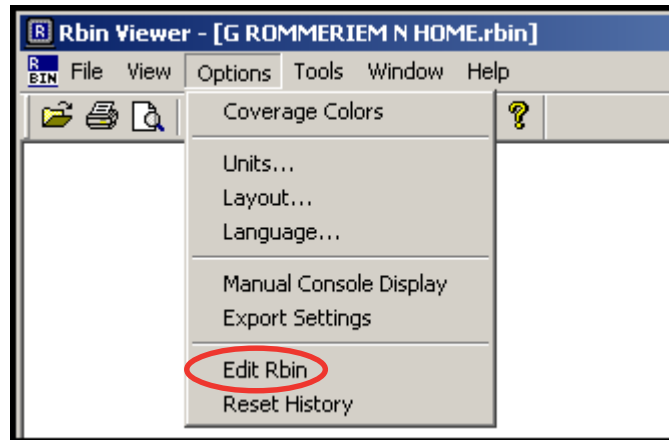 R Rbin Viewer - [G ROMMERIEM N HOME.rbin]
R BIN File View Options Tools Window Help
Coverage Colors
Units...
Layout...
Language...
Manual Console Display
Export Settings
Edit Rbin
Reset History